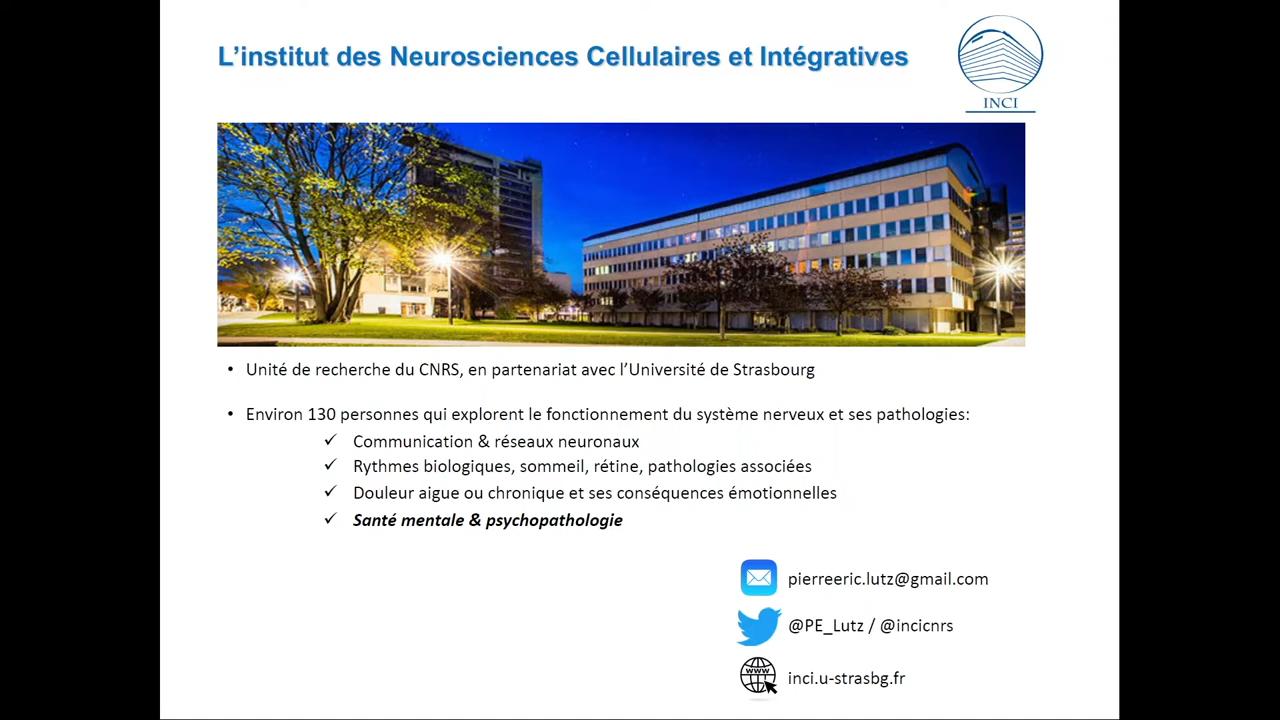 L'institut des Neurosciences Cellulaires et Intégratives
INCI
• Unité de recherche du CNRS, en partenariat avec l'Université de Strasbourg
• Environ 130 personnes qui explorent le fonctionnement du système nerveux et ses pathologies:
✓ Communication & réseaux neuronaux
✓ Rythmes biologiques, sommeil, rétine, pathologies associées
✓ Douleur aigue ou chronique et ses conséquences émotionnelles
✓ Santé mentale & psychopathologie
pierreeric.lutz@gmail.com
@PE_Lutz / @incicnrs
www
inci.u-strasbg.fr